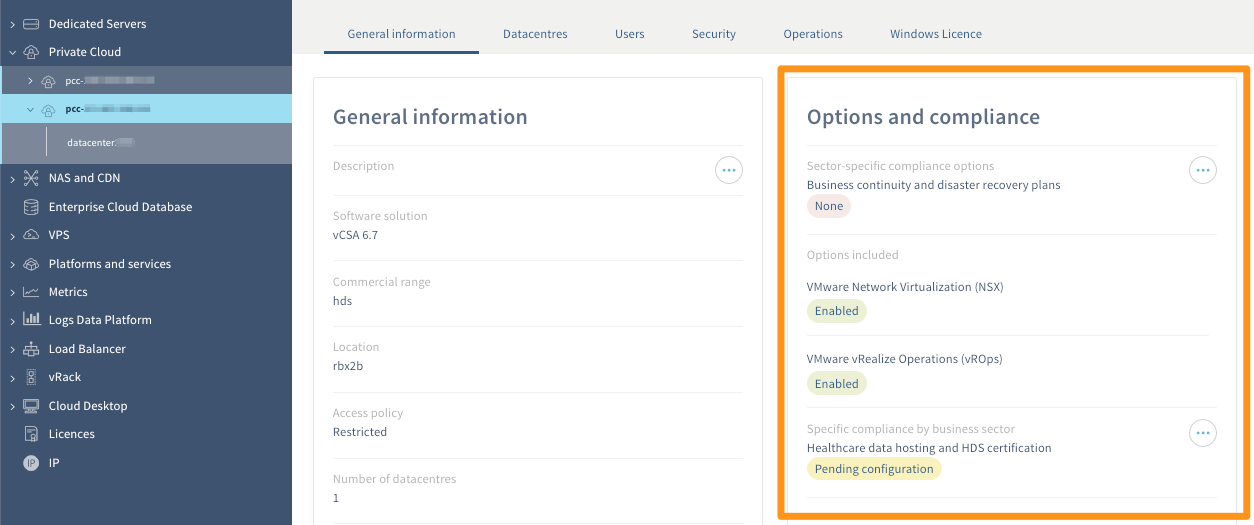 Dedicated Servers
Private Cloud
pcc-
pcc-
datacenter
NAS and CDN
Enterprise Cloud Database
VPS
Platforms and services
Metrics
Logs Data Platform
Load Balancer
vRack
Cloud Desktop
Licences
IP
IP
General information
Datacentres
Users
Security
Operations
Windows Licence
General information
Description
Software solution
vCSA 6.7
Commercial range
hds
Location
rbx2b
Access policy
Restricted
Number of datacentres
1
Options and compliance
Sector-specific compliance options
Business continuity and disaster recovery plans
None
Options included
VMware Network Virtualization (NSX)
Enabled
VMware vRealize Operations (vROps)
Enabled
Specific compliance by business sector
Healthcare data hosting and HDS certification
Pending configuration